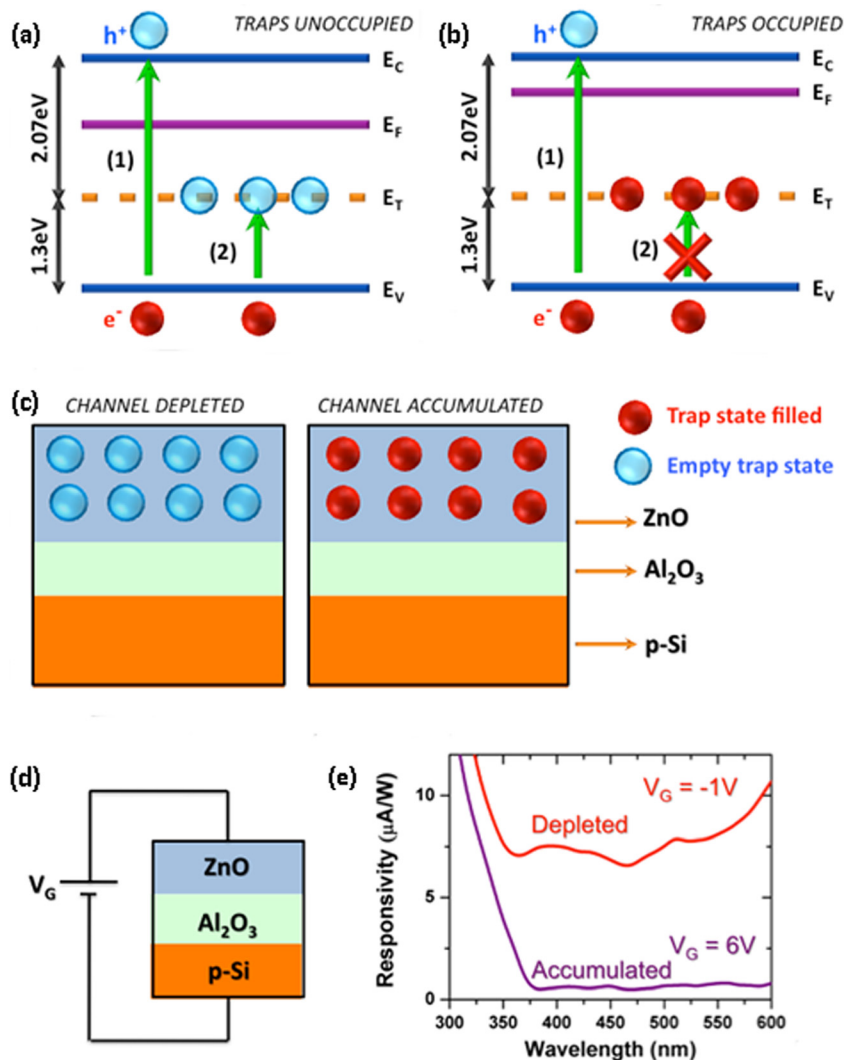 (a)
TRAPS UNOCCUPIED
h⁺
E_C
2.07eV
E_F
(1)
E_T
1.3eV
(2)
E_V
e⁻
(b)
TRAPS OCCUPIED
h⁺
E_C
2.07eV
E_F
(1)
E_T
1.3eV
(2)
E_V
e⁻
(c)
CHANNEL DEPLETED
CHANNEL ACCUMULATED
Trap state filled
Empty trap state
ZnO
Al₂O₃
p-Si
(d)
V_G
ZnO
Al₂O₃
p-Si
(e)
Responsivity (μA/W)
10
5
0
V_G = -1V
Depleted
V_G = 6V
Accumulated
300 350 400 450 500 550 600
Wavelength (nm)